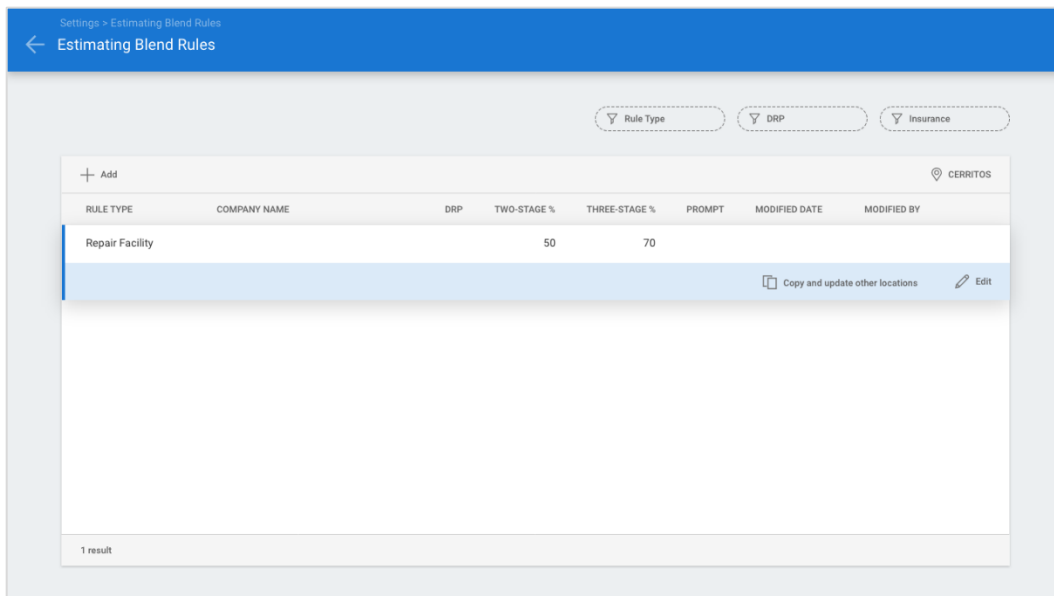 Settings > Estimating Blend Rules
Estimating Blend Rules
Rule Type DRP Insurance
Add CERRITOS
RULE TYPE COMPANY NAME DRP TWO-STAGE % THREE-STAGE % PROMPT MODIFIED DATE MODIFIED BY
Repair Facility 50 70
Copy and update other locations Edit
1 result